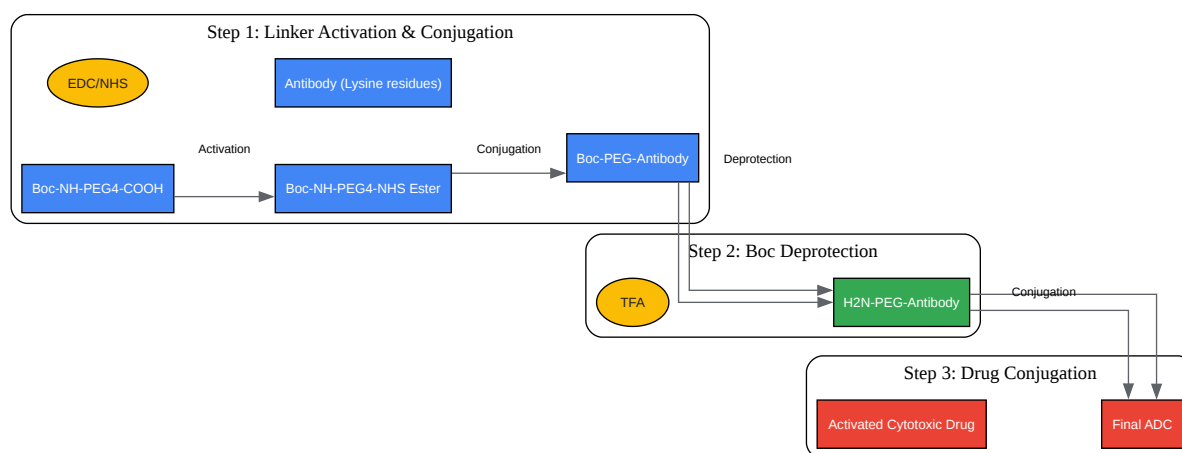 Step 1: Linker Activation & Conjugation
EDC/NHS
Antibody (Lysine residues)
Activation
Conjugation
Boc-PEG-Antibody
Deprotection
Boc-NH-PEG4-COOH
Boc-NH-PEG4-NHS Ester
Step 2: Boc Deprotection
TFA
H2N-PEG-Antibody
Conjugation
Step 3: Drug Conjugation
Activated Cytotoxic Drug
Final ADC